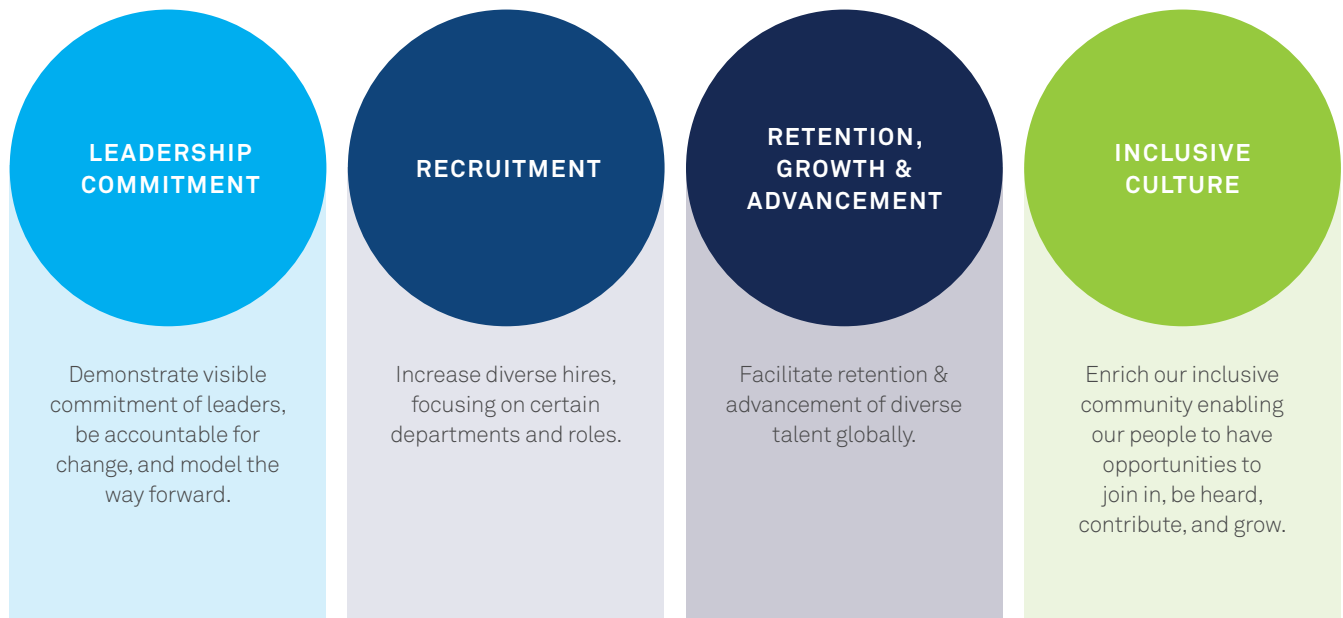 LEADERSHIP
COMMITMENT
Demonstrate visible
commitment of leaders,
be accountable for
change, and model the
way forward.
RECRUITMENT
Increase diverse hires,
focusing on certain
departments and roles.
RETENTION,
GROWTH &
ADVANCEMENT
Facilitate retention &
advancement of diverse
talent globally.
INCLUSIVE
CULTURE
Enrich our inclusive
community enabling
our people to have
opportunities to
join in, be heard,
contribute, and grow.